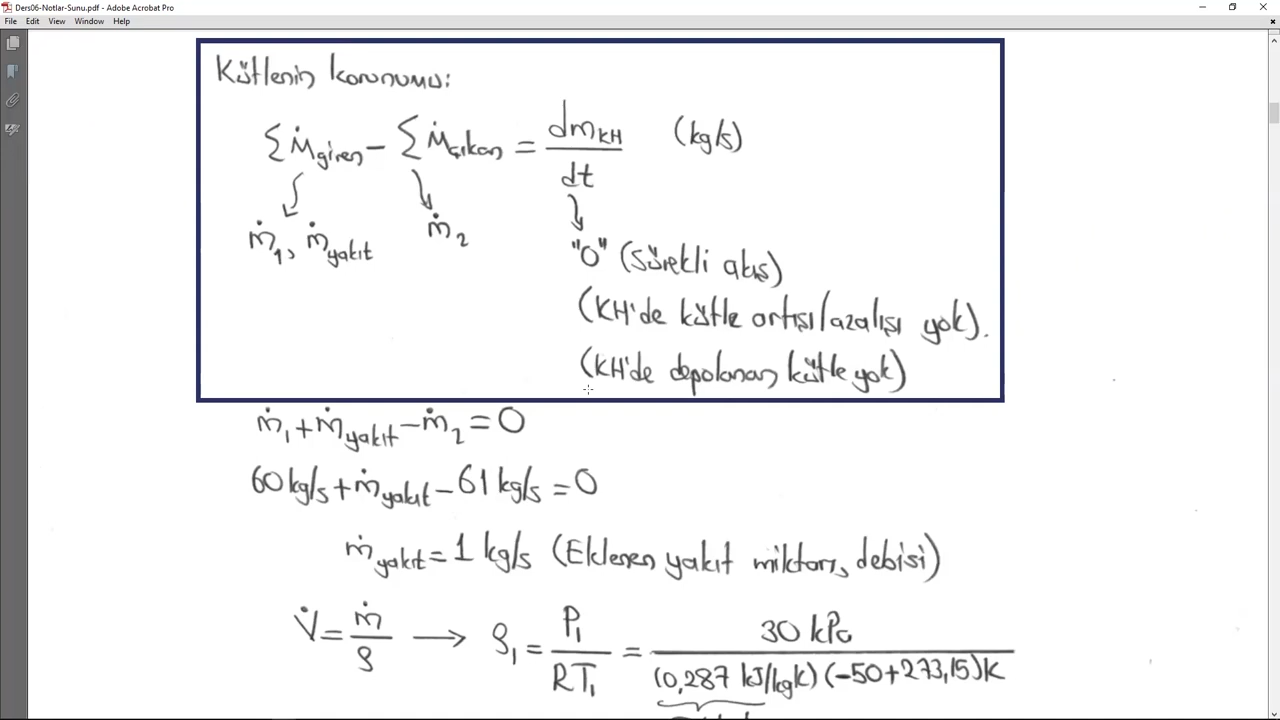 Ders06-Notlar-Sunu.pdf - Adobe Acrobat Pro
File Edit View Window Help
Kütlenin korunumu:
∑ṁgiren − ∑ṁçıkan = dmKH/dt (kg/s)
ṁ1, ṁyakıt ṁ2 "0" (sürekli akış)
(KH'de kütle artışı/azalışı yok).
(KH'de depolanan kütle yok)
ṁ1 + ṁyakıt − ṁ2 = 0
60 kg/s + ṁyakıt − 61 kg/s = 0
ṁyakıt = 1 kg/s (Eklenen yakıt miktarı, debisi)
V̇ = ṁ/ρ → ρ1 = P1/RT1 = 30 kPa/(0,287 kJ/kgK)(-50+273,15)K